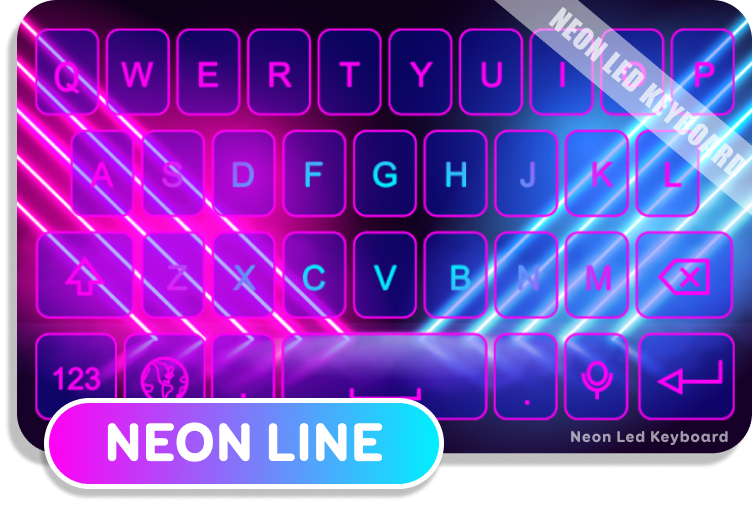 Q W E R T Y U I O P
NEON LED KEYBOARD
A S D F G H J K L
Z X C V B N M
123 . .
NEON LINE
Neon Led Keyboard